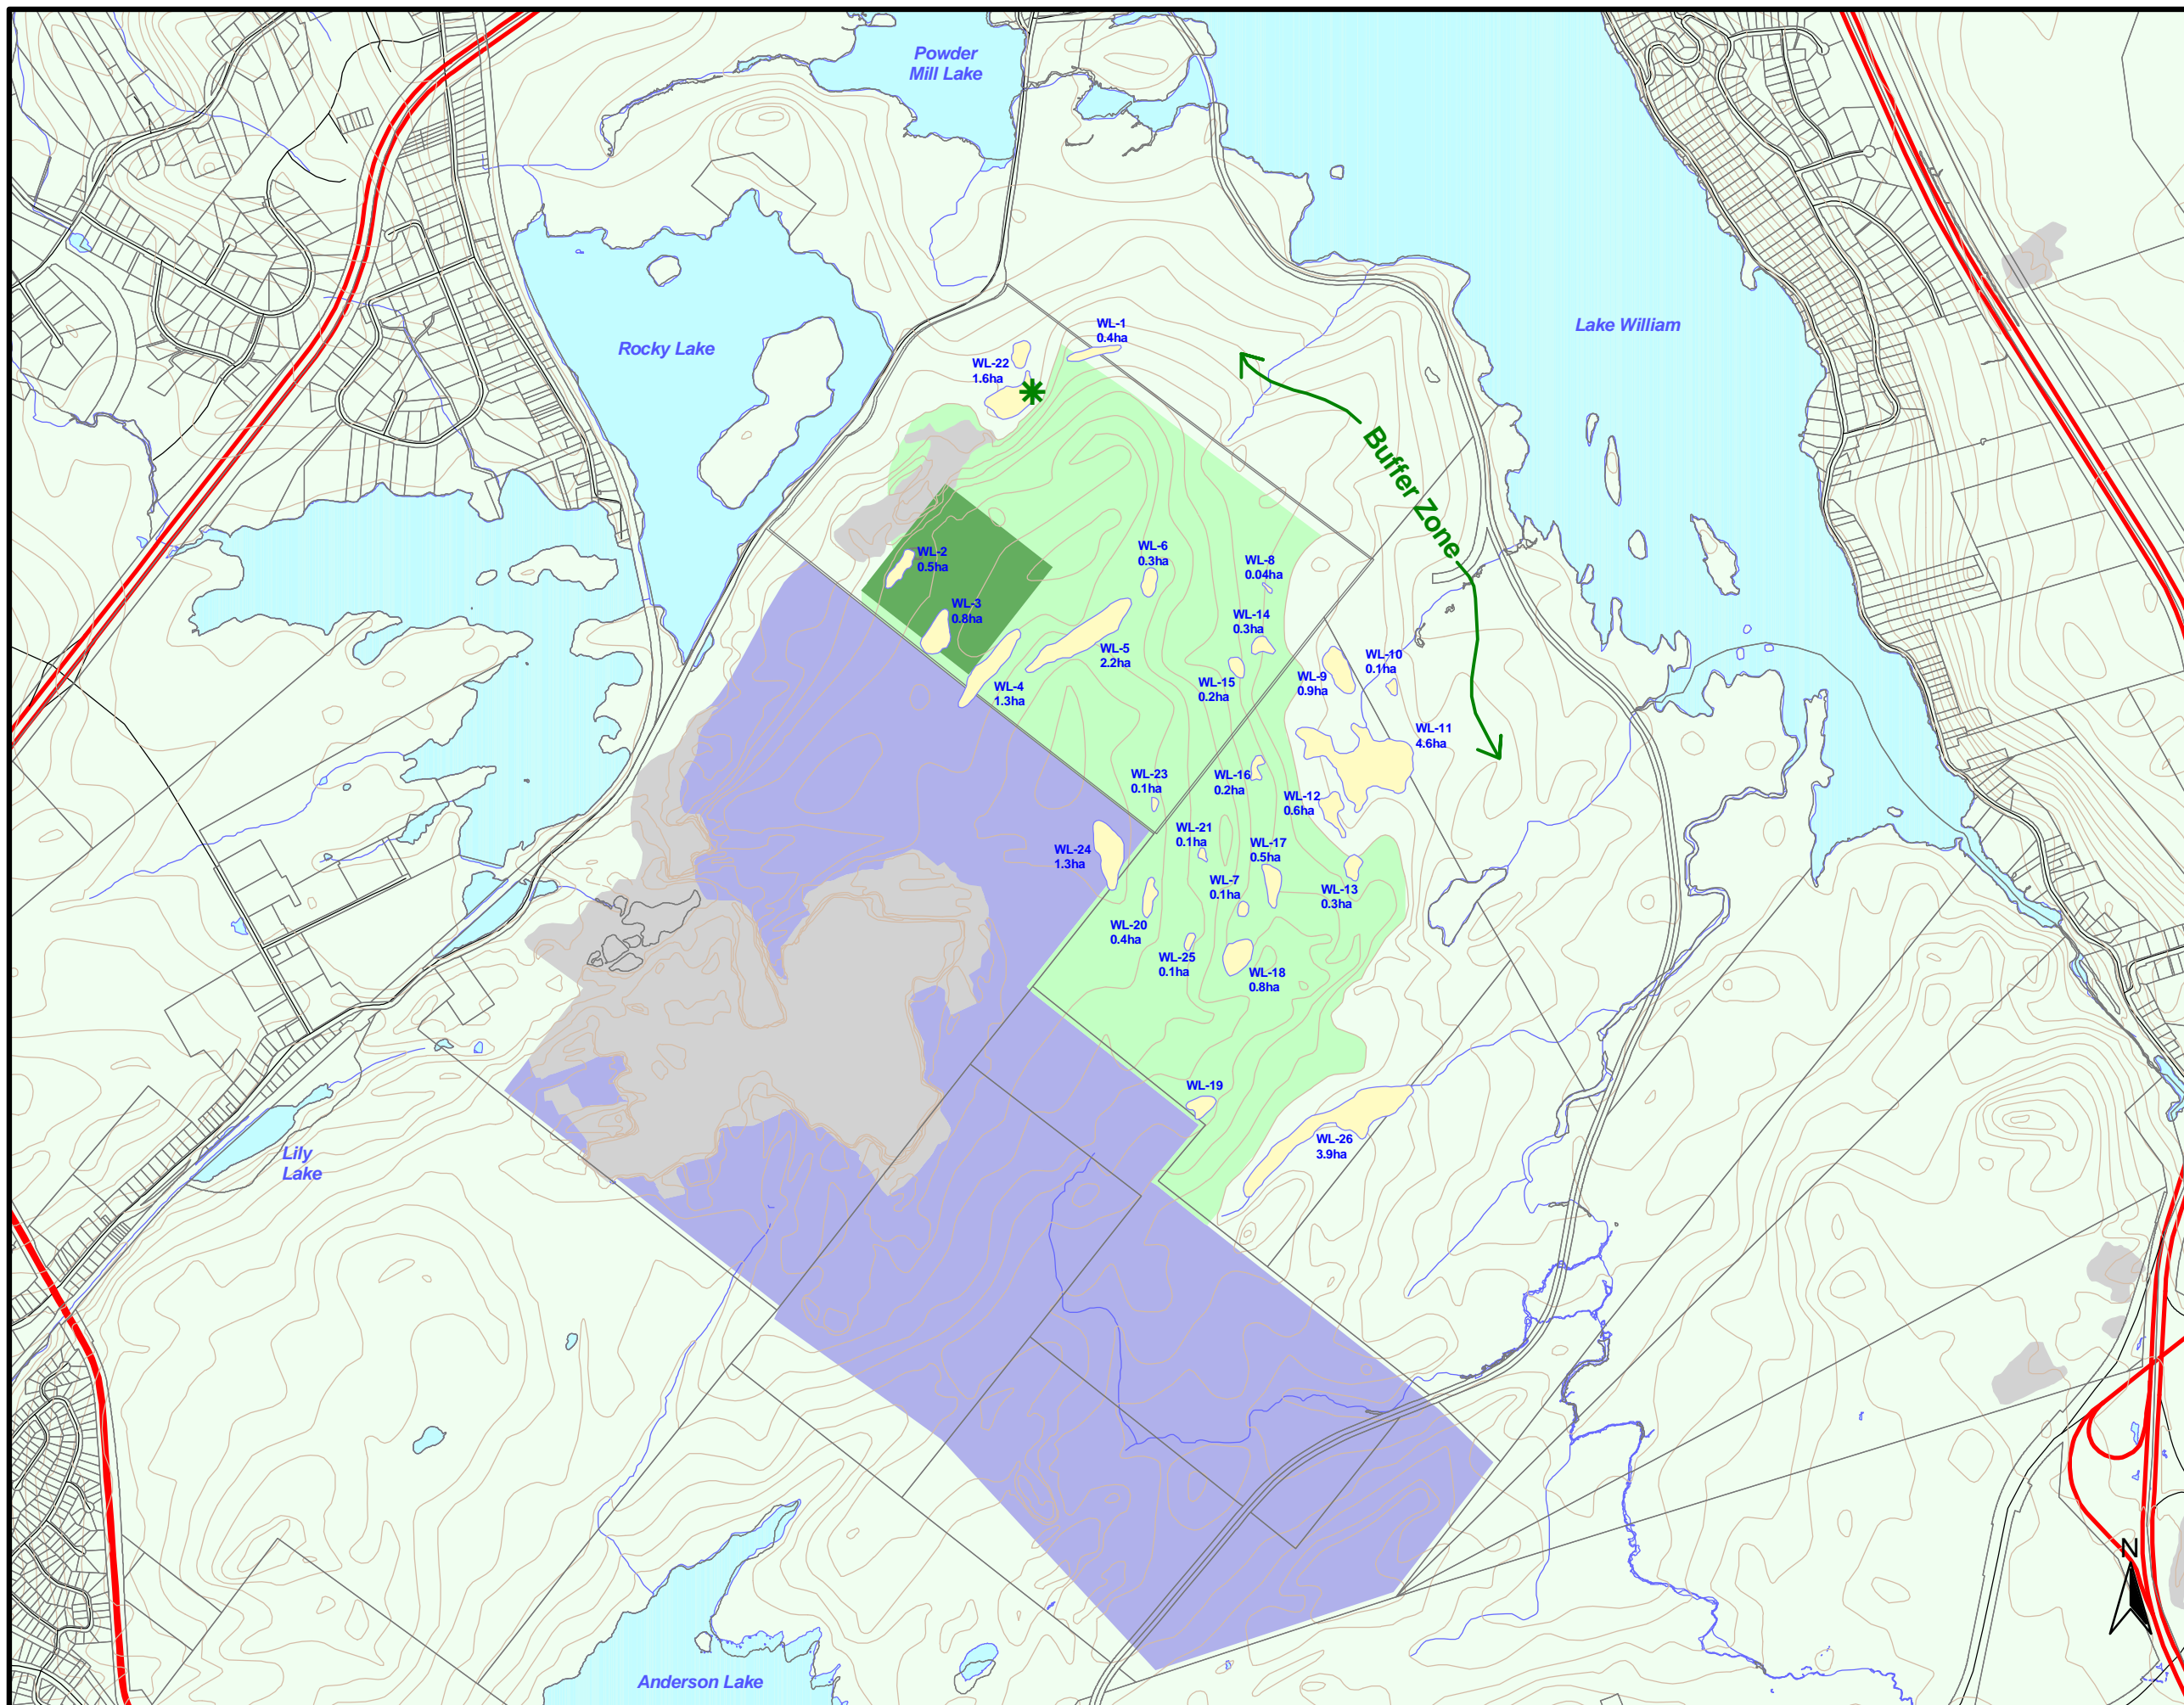 Powder
Mill Lake
Rocky Lake
Lake William
WL-1
0.4ha
WL-22
1.6ha
Buffer Zone
WL-2
0.5ha
WL-6
0.3ha
WL-8
0.04ha
WL-3
0.8ha
WL-14
0.3ha
WL-5
2.2ha
WL-10
0.1ha
WL-9
0.9ha
WL-15
0.2ha
WL-4
1.3ha
WL-11
4.6ha
WL-23
0.1ha
WL-16
0.2ha
WL-12
0.6ha
WL-21
0.1ha
WL-17
0.5ha
WL-24
1.3ha
WL-7
0.1ha
WL-13
0.3ha
WL-20
0.4ha
WL-25
0.1ha
WL-18
0.8ha
WL-19
WL-26
3.9ha
Lily
Lake
N
Anderson Lake